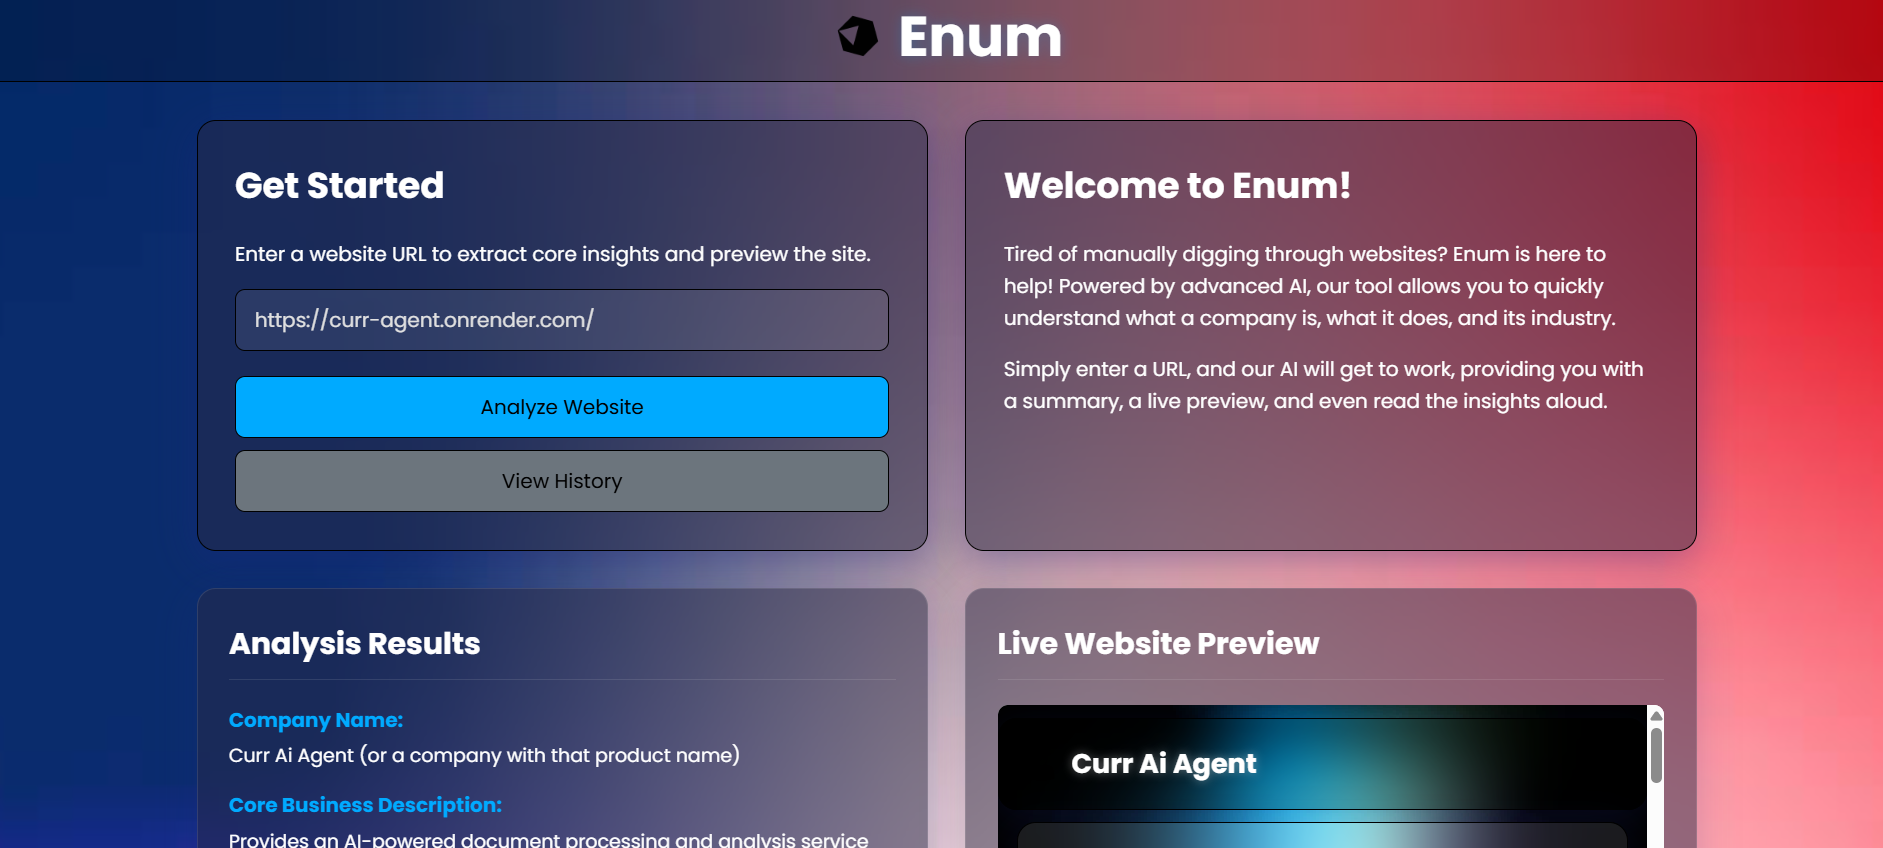 Enum
Get Started
Enter a website URL to extract core insights and preview the site.
https://curr-agent.onrender.com/
Analyze Website
View History
Welcome to Enum!
Tired of manually digging through websites? Enum is here to
help! Powered by advanced AI, our tool allows you to quickly
understand what a company is, what it does, and its industry.
Simply enter a URL, and our AI will get to work, providing you with
a summary, a live preview, and even read the insights aloud.
Analysis Results
Company Name:
Curr Ai Agent (or a company with that product name)
Core Business Description:
Provides an AI-powered document processing and analysis service
Live Website Preview
Curr Ai Agent